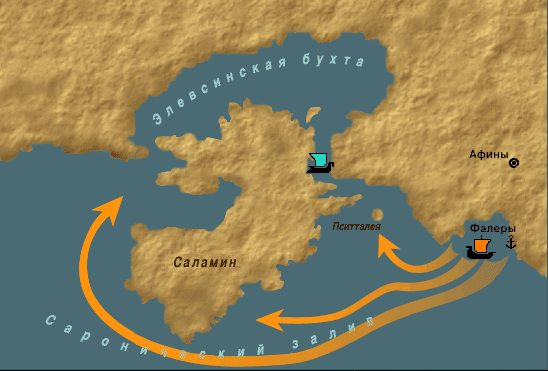 Элевсинская бухта
Афины
Пситталея
Фалеры
Саламин
Саронический залив